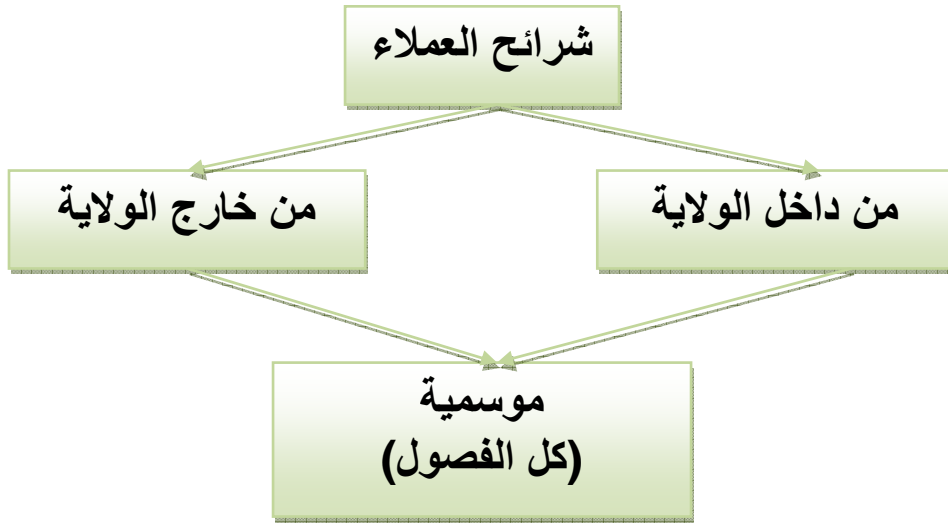 شرائح العملاء
من داخل الولاية
من خارج الولاية
موسمية
(كل الفصول)